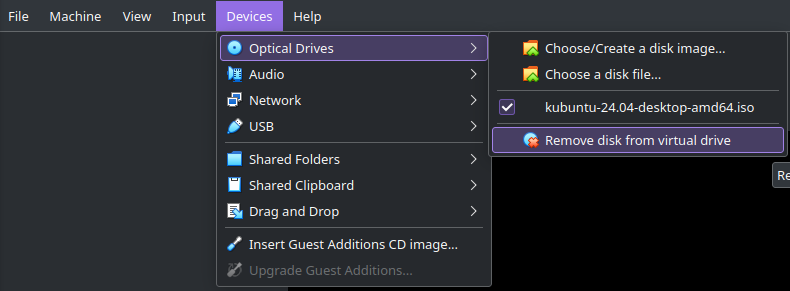 File Machine View Input Devices Help
Optical Drives
Audio
Network
USB
Shared Folders
Shared Clipboard
Drag and Drop
Insert Guest Additions CD image...
Upgrade Guest Additions...
Choose/Create a disk image...
Choose a disk file...
kubuntu-24.04-desktop-amd64.iso
Remove disk from virtual drive
Re